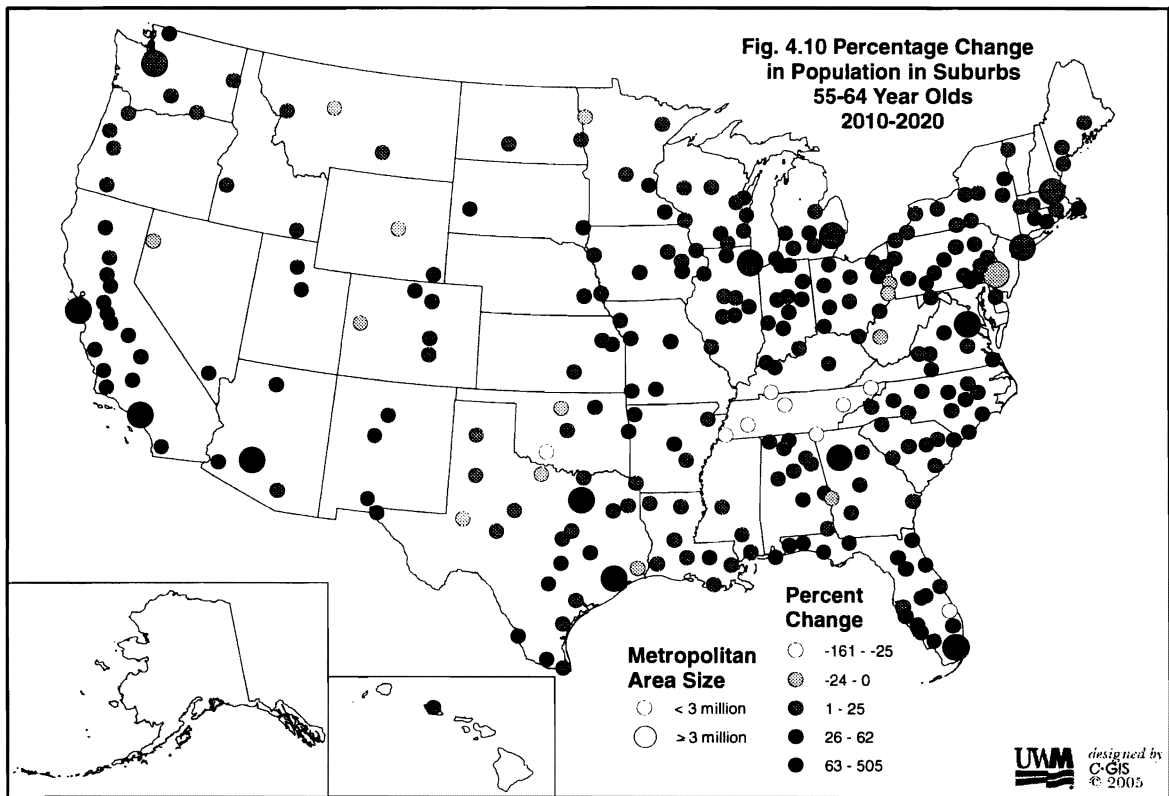 Fig. 4.10 Percentage Change
in Population in Suburbs
55-64 Year Olds
2010-2020
Percent
Change
-161 - -25
-24 - 0
1 - 25
26 - 62
63 - 505
Metropolitan
Area Size
< 3 million
≥ 3 million
UWM
designed by
C•GIS
© 2005